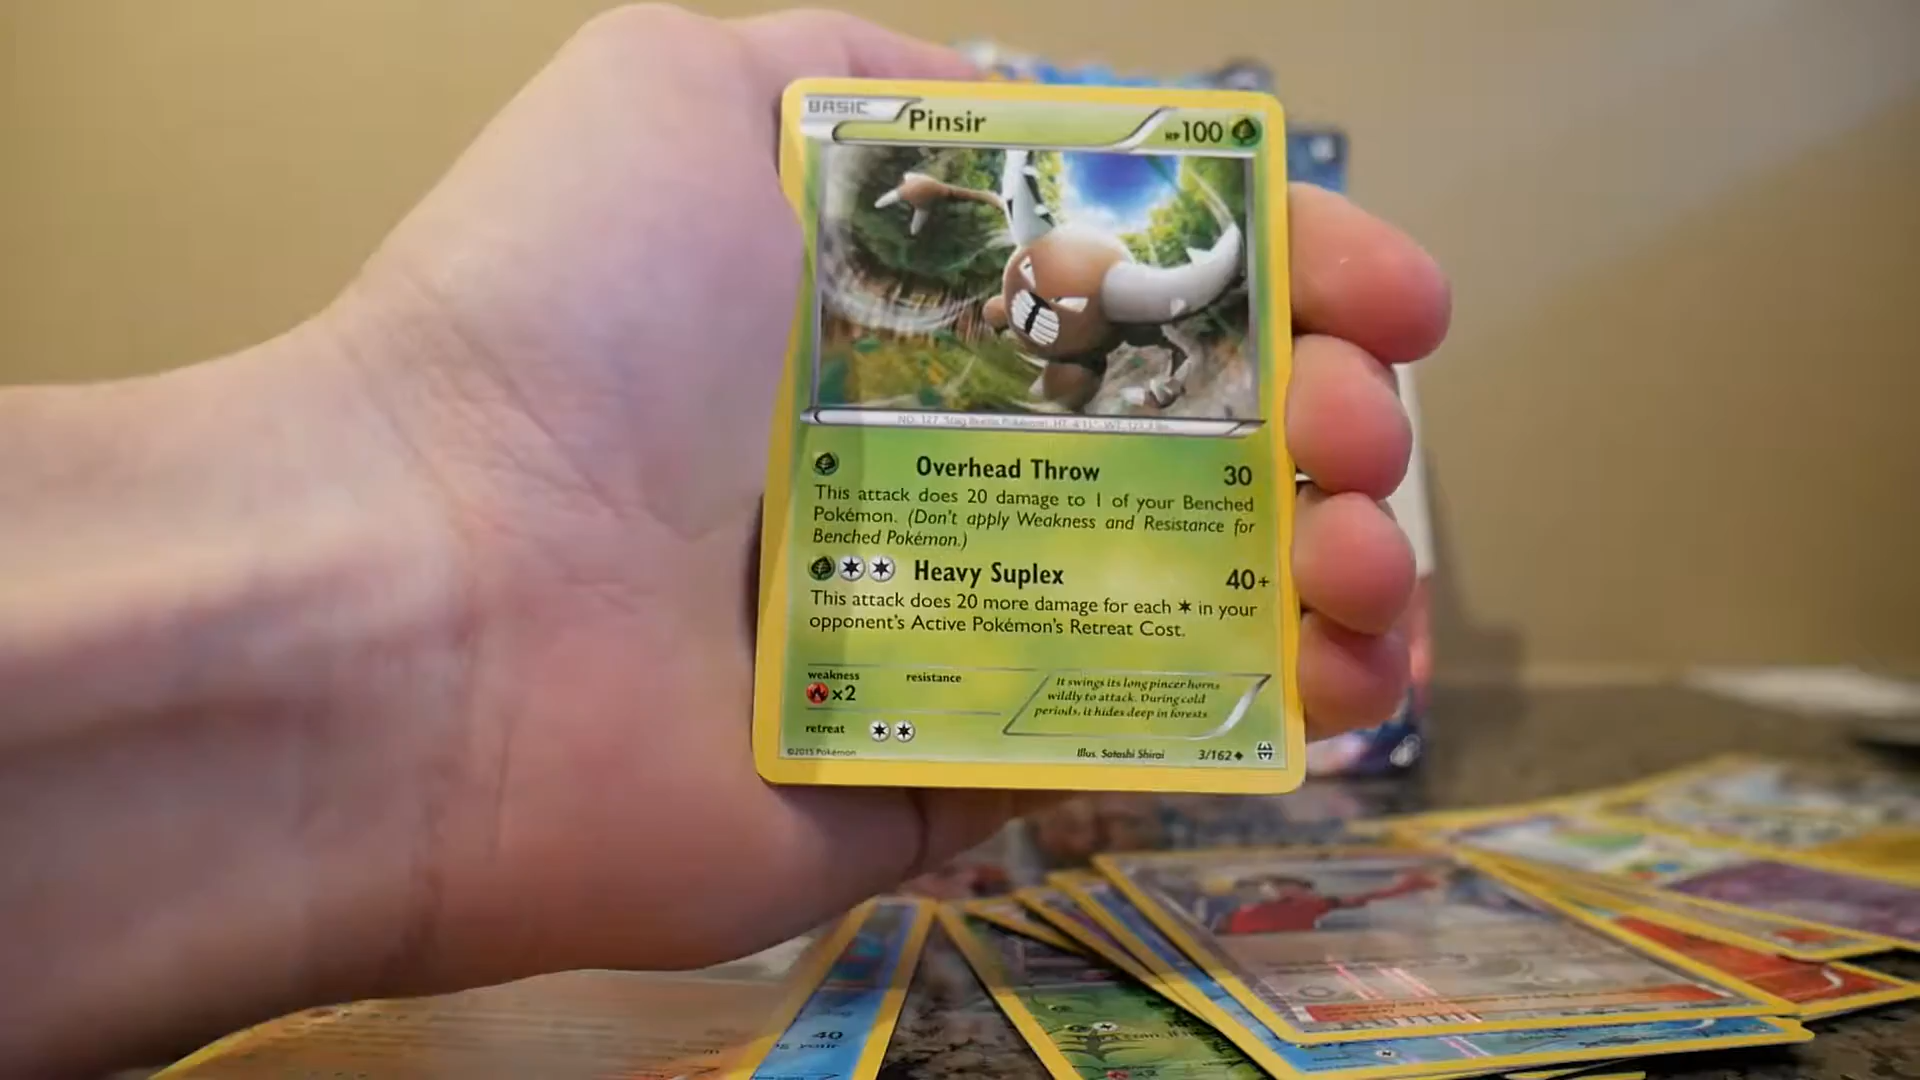 BASIC
Pinsir
HP100
NO. 127 Stag Beetle Pokémon HT: 4'11" WT: 121.3 lbs.
Overhead Throw 30
This attack does 20 damage to 1 of your Benched
Pokémon. (Don't apply Weakness and Resistance for
Benched Pokémon.)
Heavy Suplex 40+
This attack does 20 more damage for each in your
opponent's Active Pokémon's Retreat Cost.
weakness
×2
resistance
It swings its long pincer horns
wildly to attack. During cold
periods, it hides deep in forests
retreat
©2015 Pokémon
Illus. Satoshi Shirai
3/162
40
your
×2